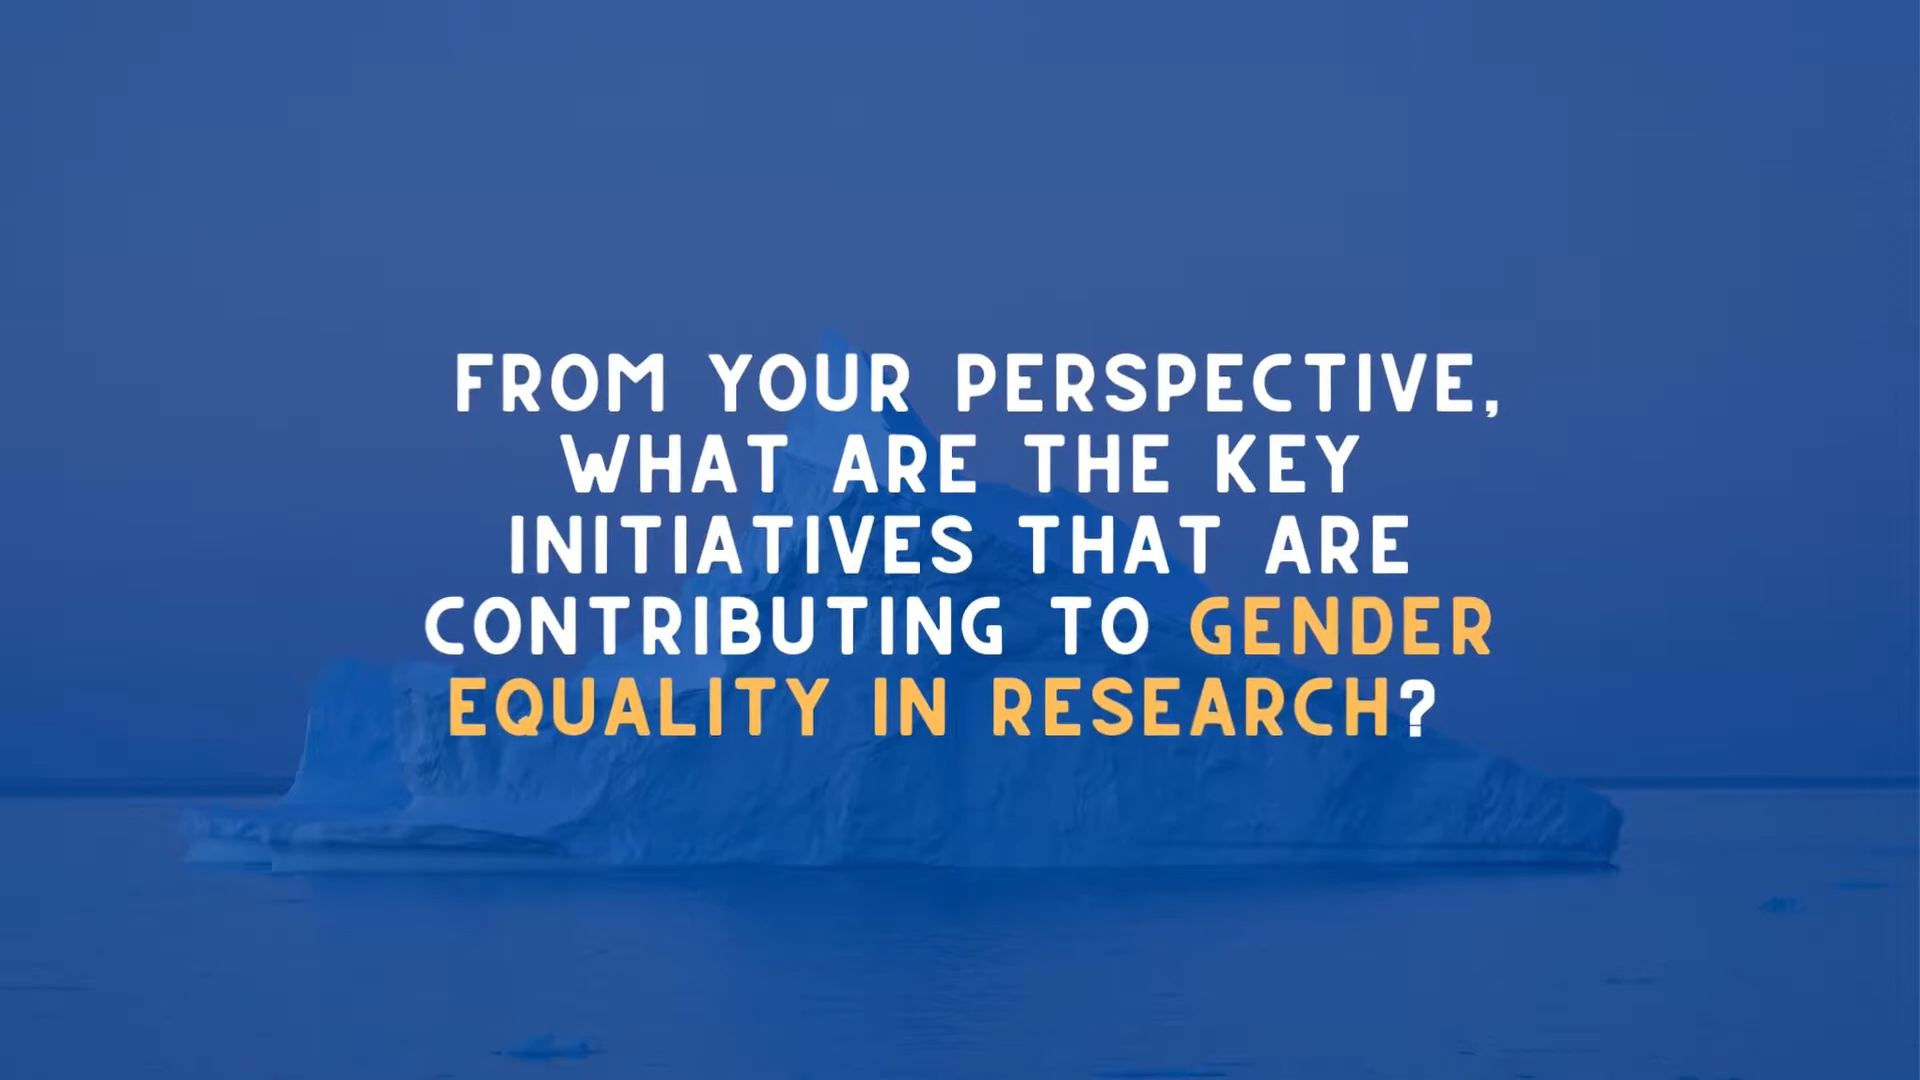 FROM YOUR PERSPECTIVE,
WHAT ARE THE KEY
INITIATIVES THAT ARE
CONTRIBUTING TO GENDER
EQUALITY IN RESEARCH?